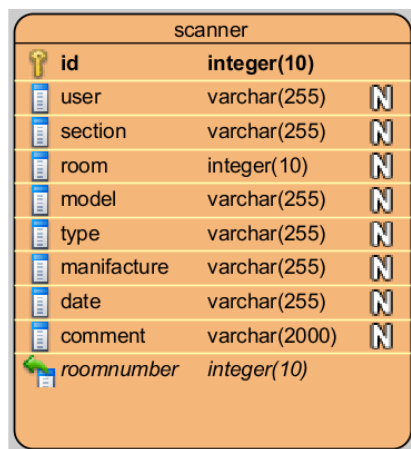 scanner
id integer(10)
user varchar(255) N
section varchar(255) N
room integer(10) N
model varchar(255) N
type varchar(255) N
manifacture varchar(255) N
date varchar(255) N
comment varchar(2000) N
roomnumber integer(10)